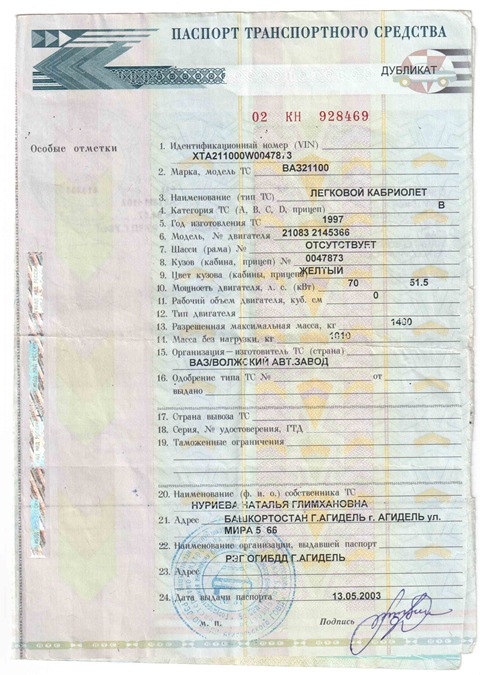 ПАСПОРТ ТРАНСПОРТНОГО СРЕДСТВА
ДУБЛИКАТ
02 КН 928469
Особые отметки
1. Идентификационный номер (VIN)
XTA211000W00478.3
2. Марка, модель ТС ВАЗ21100
3. Наименование (тип ТС) ЛЕГКОВОЙ КАБРИОЛЕТ
4. Категория ТС (А, В, С, D, прицеп) В
5. Год изготовления ТС 1997
6. Модель, № двигателя 21083 2145366
7. Шасси (рама) № ОТСУТСТВУЕТ
8. Кузов (кабина, прицеп) № 0047873
9. Цвет кузова (кабины, прицепа) ЖЕЛТЫЙ
10. Мощность двигателя, л. с. (кВт) 70 51.5
11. Рабочий объем двигателя, куб. см 0
12. Тип двигателя
13. Разрешенная максимальная масса, кг 1400
14. Масса без нагрузки, кг 1010
15. Организация—изготовитель ТС (страна)
ВАЗ/ВОЛЖСКИЙ АВТ.ЗАВОД
16. Одобрение типа ТС № от
выдано
17. Страна вывоза ТС
18. Серия, № удостоверения, ГТД
19. Таможенные ограничения
20. Наименование (ф. и. о.) собственника ТС
НУРИЕВА НАТАЛЬЯ ГЛИМХАНОВНА
21. Адрес БАШКОРТОСТАН Г.АГИДЕЛЬ г. АГИДЕЛЬ ул.
МИРА 5 66
22. Наименование организации, выдавшей паспорт
РЭГ ОГИБДД Г.АГИДЕЛЬ
23. Адрес
24. Дата выдачи паспорта 13.05.2003
М. П. Подпись